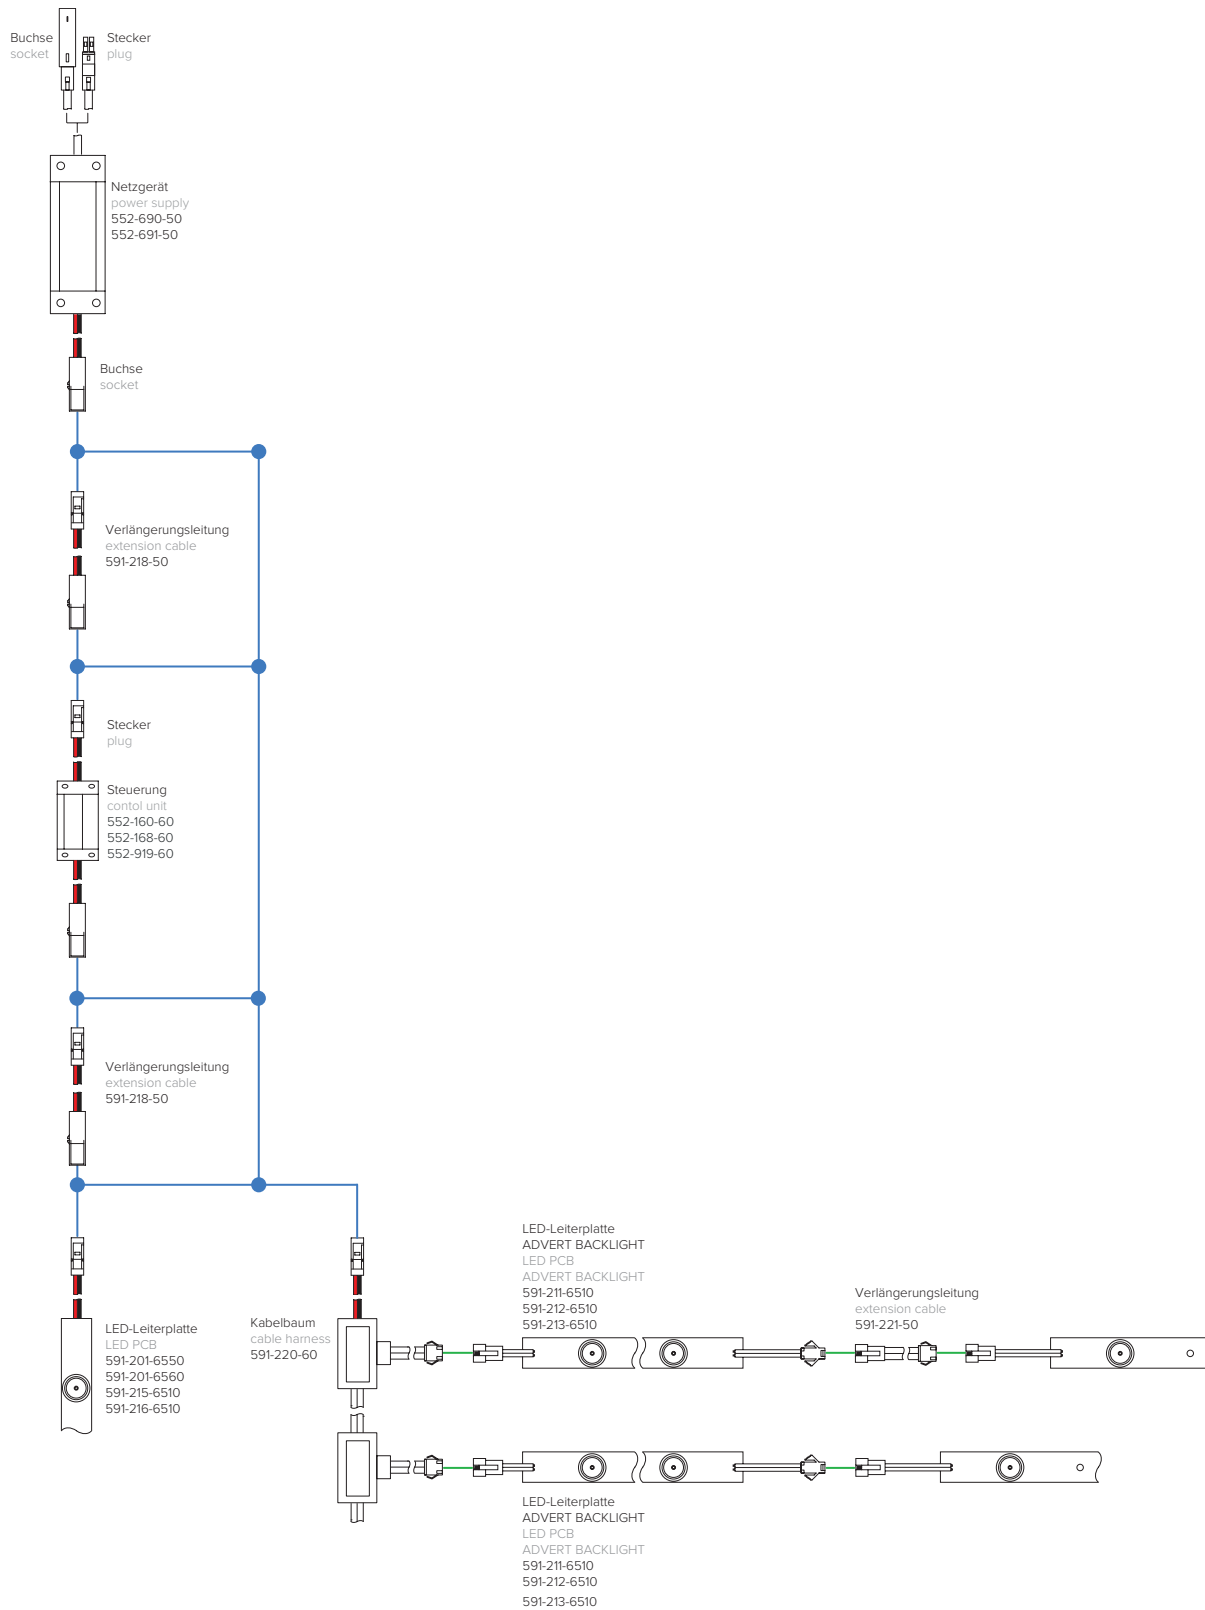 Buchse
socket
Stecker
plug
Netzgerät
power supply
552-690-50
552-691-50
Buchse
socket
Verlängerungsleitung
extension cable
591-218-50
Stecker
plug
Steuerung
contol unit
552-160-60
552-168-60
552-919-60
Verlängerungsleitung
extension cable
591-218-50
LED-Leiterplatte
LED PCB
591-201-6550
591-201-6560
591-215-6510
591-216-6510
Kabelbaum
cable harness
591-220-60
LED-Leiterplatte
ADVERT BACKLIGHT
LED PCB
ADVERT BACKLIGHT
591-211-6510
591-212-6510
591-213-6510
Verlängerungsleitung
extension cable
591-221-50
LED-Leiterplatte
ADVERT BACKLIGHT
LED PCB
ADVERT BACKLIGHT
591-211-6510
591-212-6510
591-213-6510